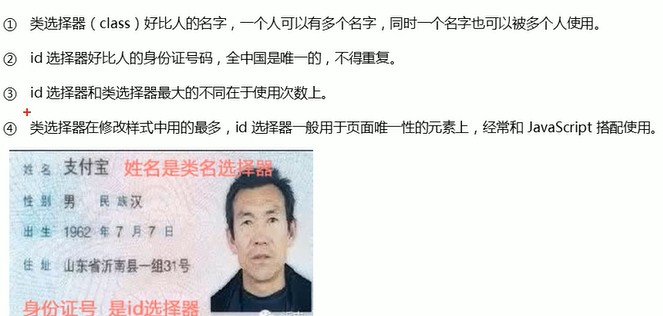 ① 类选择器（class）好比人的名字，一个人可以有多个名字，同时一个名字也可以被多个人使用。
② id 选择器好比人的身份证号码，全中国是唯一的，不得重复。
③ id 选择器和类选择器最大的不同在于使用次数上。
④ 类选择器在修改样式中用的最多，id 选择器一般用于页面唯一性的元素上，经常和 JavaScript 搭配使用。
姓名 支付宝 姓名是类名选择器
性别 男 民族 汉
出生 1962 年 7 月 7 日
住址 山东省沂南县一组31号
身份证号 是id选择器